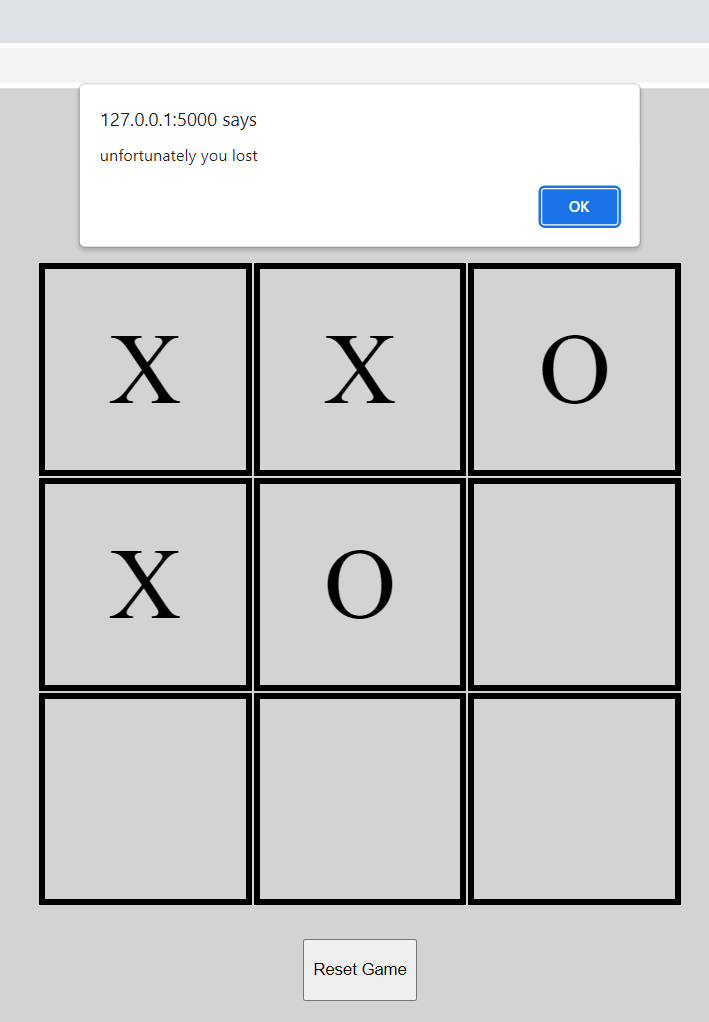 127.0.0.1:5000 says
unfortunately you lost
OK
X X O
X O
Reset Game